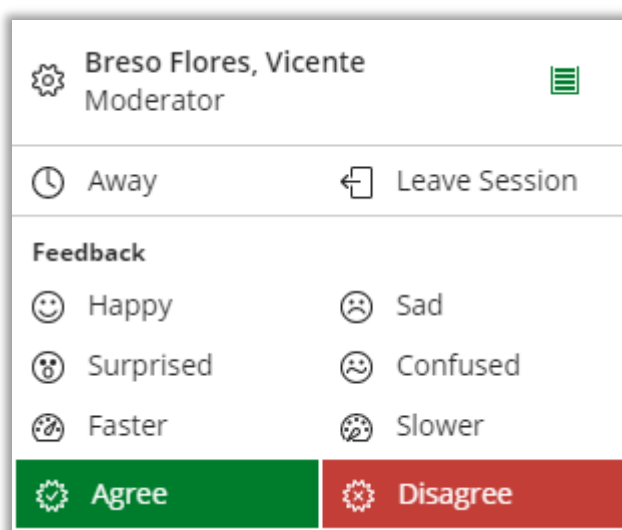 Breso Flores, Vicente
Moderator
Away
Leave Session
Feedback
Happy
Sad
Surprised
Confused
Faster
Slower
Agree
Disagree